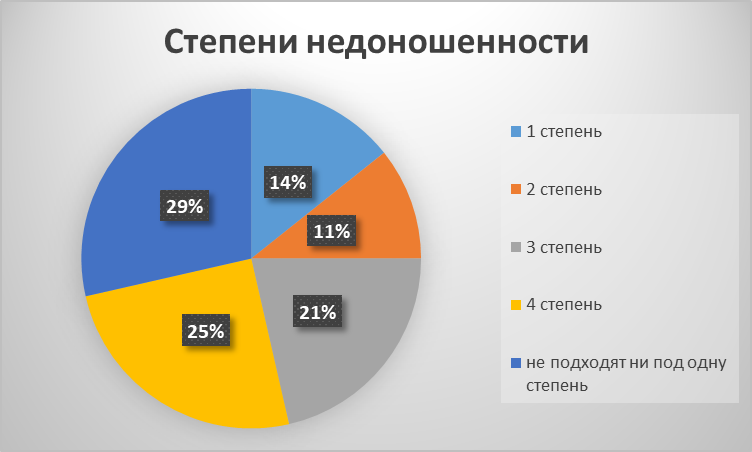 Степени недоношенности
14%
11%
21%
25%
29%
1 степень
2 степень
3 степень
4 степень
не подходят ни под одну
степень